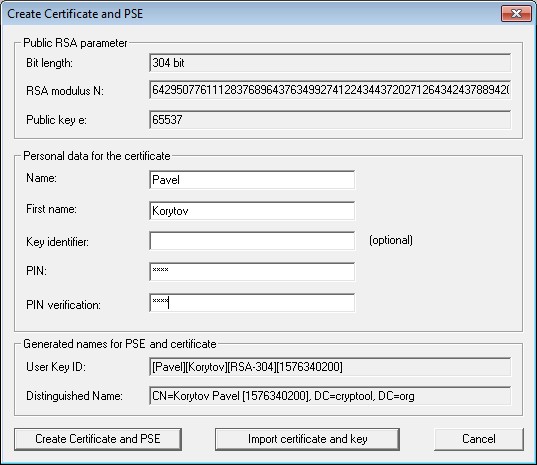 Create Certificate and PSE
Public RSA parameter
Bit length: 304 bit
RSA modulus N: 642950776111283768964376349927412243443720271264342437889420
Public key e: 65537
Personal data for the certificate
Name: Pavel
First name: Korytov
Key identifier: (optional)
PIN: ****
PIN verification: ****
Generated names for PSE and certificate
User Key ID: [Pavel][Korytov][RSA-304][1576340200]
Distinguished Name: CN=Korytov Pavel [1576340200], DC=cryptool, DC=org
Create Certificate and PSE Import certificate and key Cancel